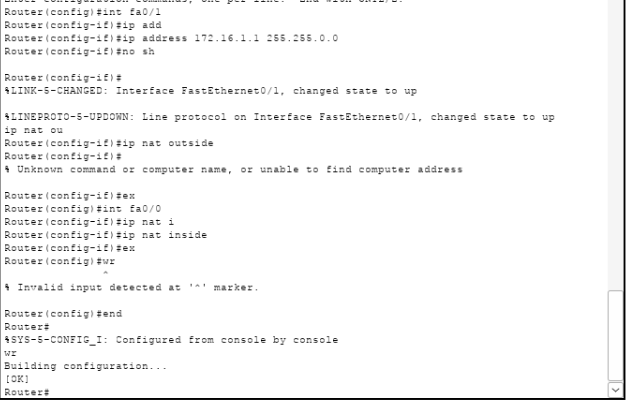 Enter configuration commands, one per line.  End with CNTL/Z.
Router(config)#int fa0/1
Router(config-if)#ip add
Router(config-if)#ip address 172.16.1.1 255.255.0.0
Router(config-if)#no sh
Router(config-if)#
%LINK-5-CHANGED: Interface FastEthernet0/1, changed state to up
%LINEPROTO-5-UPDOWN: Line protocol on Interface FastEthernet0/1, changed state to up
ip nat ou
Router(config-if)#ip nat outside
Router(config-if)#
% Unknown command or computer name, or unable to find computer address
Router(config-if)#ex
Router(config)#int fa0/0
Router(config-if)#ip nat i
Router(config-if)#ip nat inside
Router(config-if)#ex
Router(config)#wr
^
% Invalid input detected at '^' marker.
Router(config)#end
Router#
%SYS-5-CONFIG_I: Configured from console by console
wr
Building configuration...
[OK]
Router#